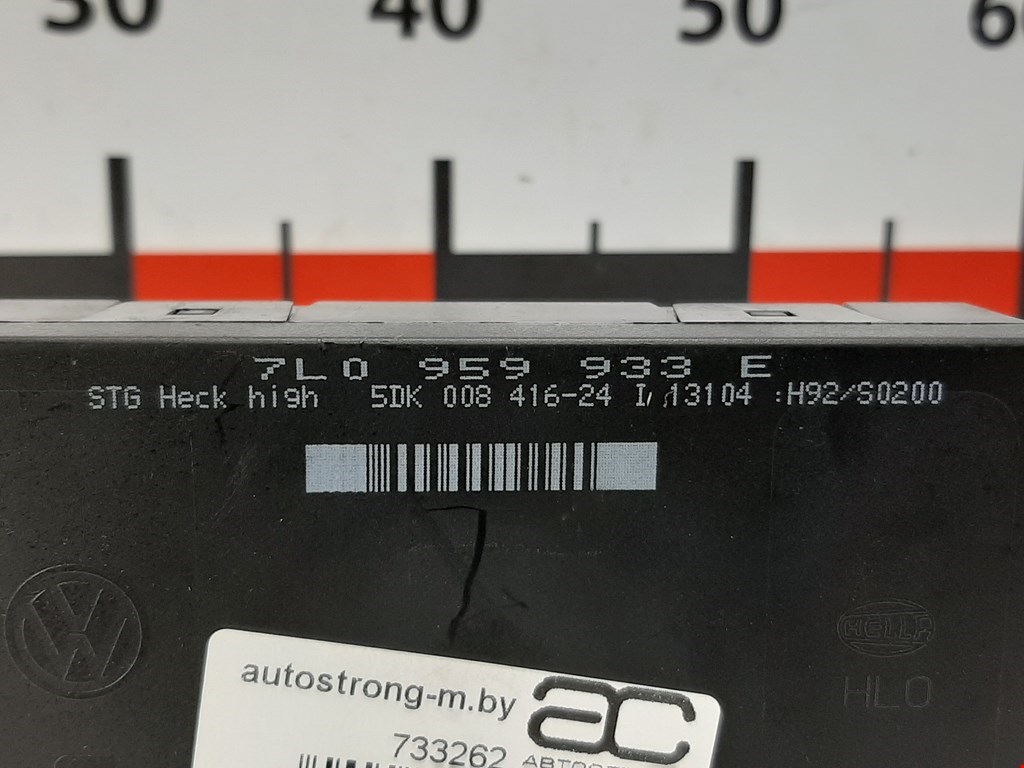 30 40 50
7L0 959 933 E
STG Heck high 5DK 008 416-24 13104 :H92/S0200
HELLA
HLO
autostrong-m.by
733262